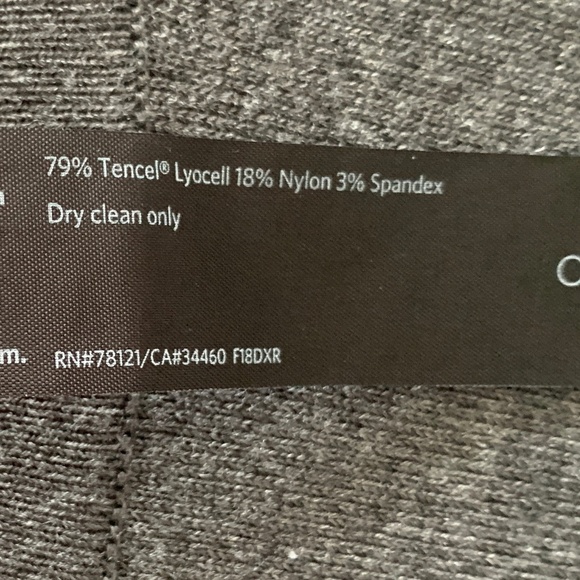 79% Tencel® Lyocell 18% Nylon 3% Spandex
Dry clean only
m.
RN#78121/CA#34460 F18DXR